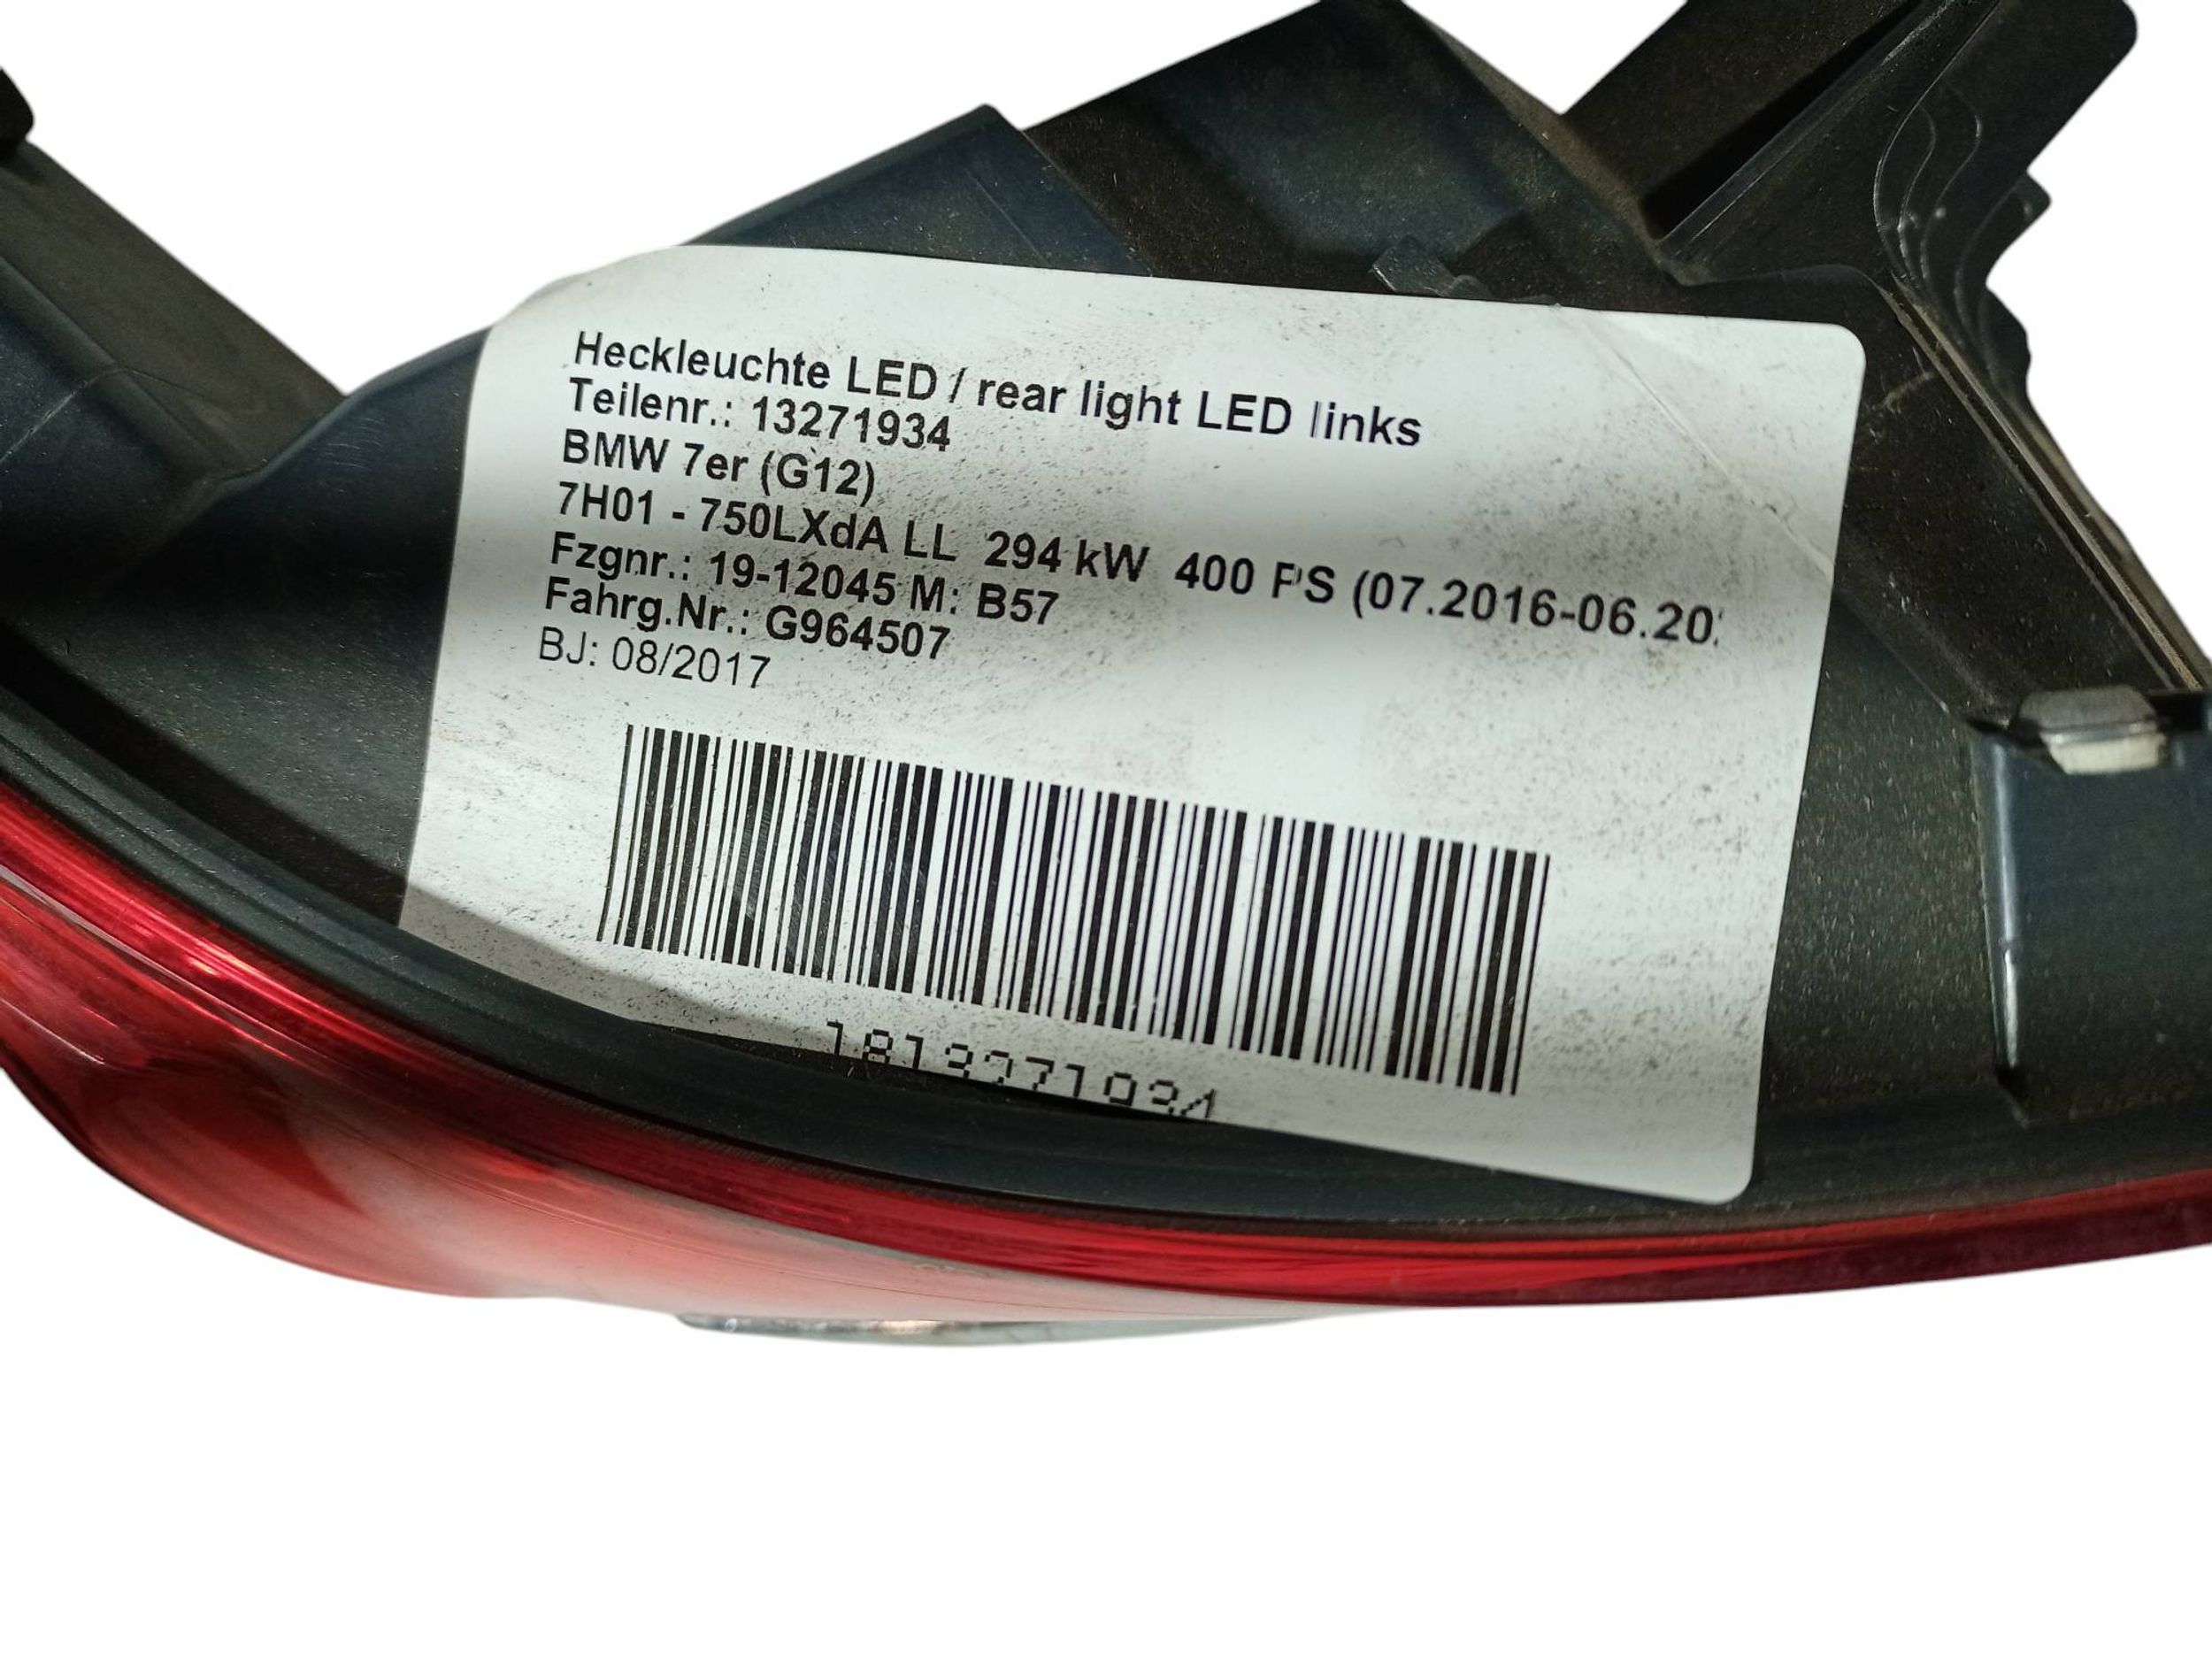 Heckleuchte LED / rear light LED links
Teilenr.: 13271934
BMW 7er (G12)
7H01 - 750LXdA LL  294 kW  400 PS (07.2016-06.20
Fzgnr.: 19-12045 M: B57
Fahrg.Nr.: G964507
BJ: 08/2017
1813271934